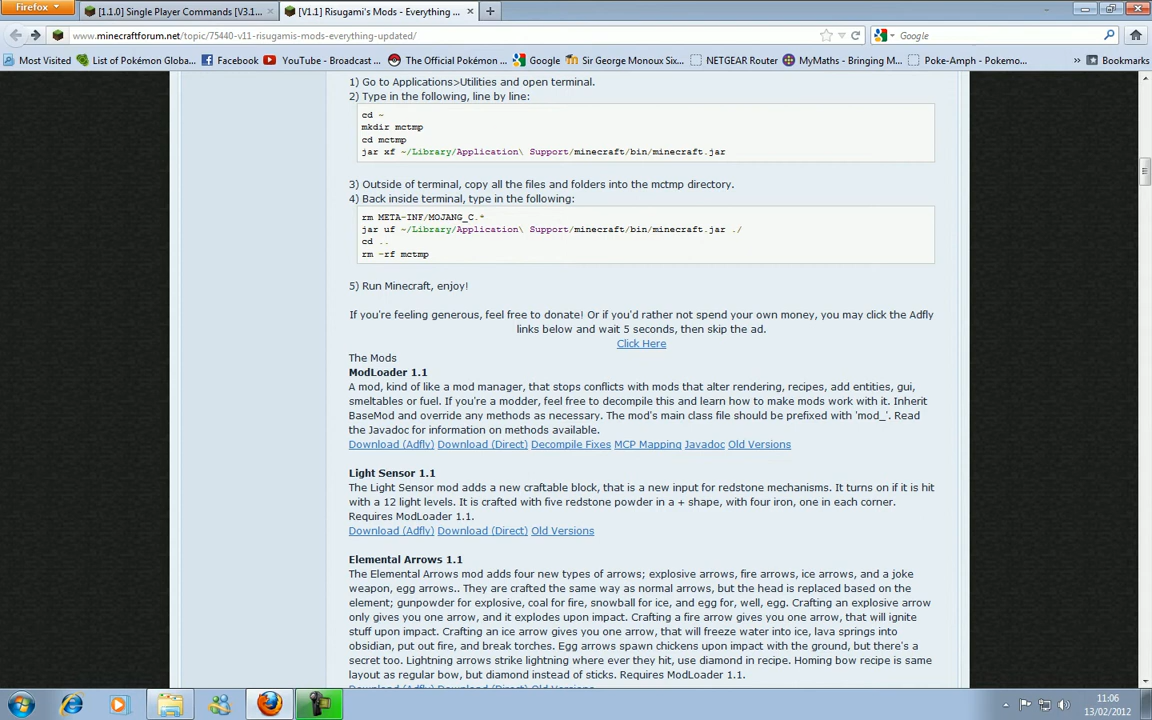 Firefox
[1.1.0] Single Player Commands [V3.1...
[V1.1] Risugami's Mods - Everything ...
www.minecraftforum.net/topic/75440-v11-risugamis-mods-everything-updated/
Google
Most Visited
List of Pokémon Globa...
Facebook
YouTube - Broadcast ...
The Official Pokémon ...
Google
Sir George Monoux Six...
NETGEAR Router
MyMaths - Bringing M...
Poke-Amph - Pokemo...
»
Bookmarks
1) Go to Applications>Utilities and open terminal.
2) Type in the following, line by line:
cd ~
mkdir mctmp
cd mctmp
jar xf ~/Library/Application\ Support/minecraft/bin/minecraft.jar
3) Outside of terminal, copy all the files and folders into the mctmp directory.
4) Back inside terminal, type in the following:
rm META-INF/MOJANG_C.*
jar uf ~/Library/Application\ Support/minecraft/bin/minecraft.jar ./
cd ..
rm -rf mctmp
5) Run Minecraft, enjoy!
If you're feeling generous, feel free to donate! Or if you'd rather not spend your own money, you may click the Adfly
links below and wait 5 seconds, then skip the ad.
Click Here
The Mods
ModLoader 1.1
A mod, kind of like a mod manager, that stops conflicts with mods that alter rendering, recipes, add entities, gui,
smeltables or fuel. If you're a modder, feel free to decompile this and learn how to make mods work with it. Inherit
BaseMod and override any methods as necessary. The mod's main class file should be prefixed with 'mod_'. Read
the Javadoc for information on methods available.
Download (Adfly) Download (Direct) Decompile Fixes MCP Mapping Javadoc Old Versions
Light Sensor 1.1
The Light Sensor mod adds a new craftable block, that is a new input for redstone mechanisms. It turns on if it is hit
with a 12 light levels. It is crafted with five redstone powder in a + shape, with four iron, one in each corner.
Requires ModLoader 1.1.
Download (Adfly) Download (Direct) Old Versions
Elemental Arrows 1.1
The Elemental Arrows mod adds four new types of arrows; explosive arrows, fire arrows, ice arrows, and a joke
weapon, egg arrows.. They are crafted the same way as normal arrows, but the head is replaced based on the
element; gunpowder for explosive, coal for fire, snowball for ice, and egg for, well, egg. Crafting an explosive arrow
only gives you one arrow, and it explodes upon impact. Crafting a fire arrow gives you one arrow, that will ignite
stuff upon impact. Crafting an ice arrow gives you one arrow, that will freeze water into ice, lava springs into
obsidian, put out fire, and break torches. Egg arrows spawn chickens upon impact with the ground, but there's a
secret too. Lightning arrows strike lightning where ever they hit, use diamond in recipe. Homing bow recipe is same
layout as regular bow, but diamond instead of sticks. Requires ModLoader 1.1.
Download (Adfly) Download (Direct) Old Versions
11:06
13/02/2012